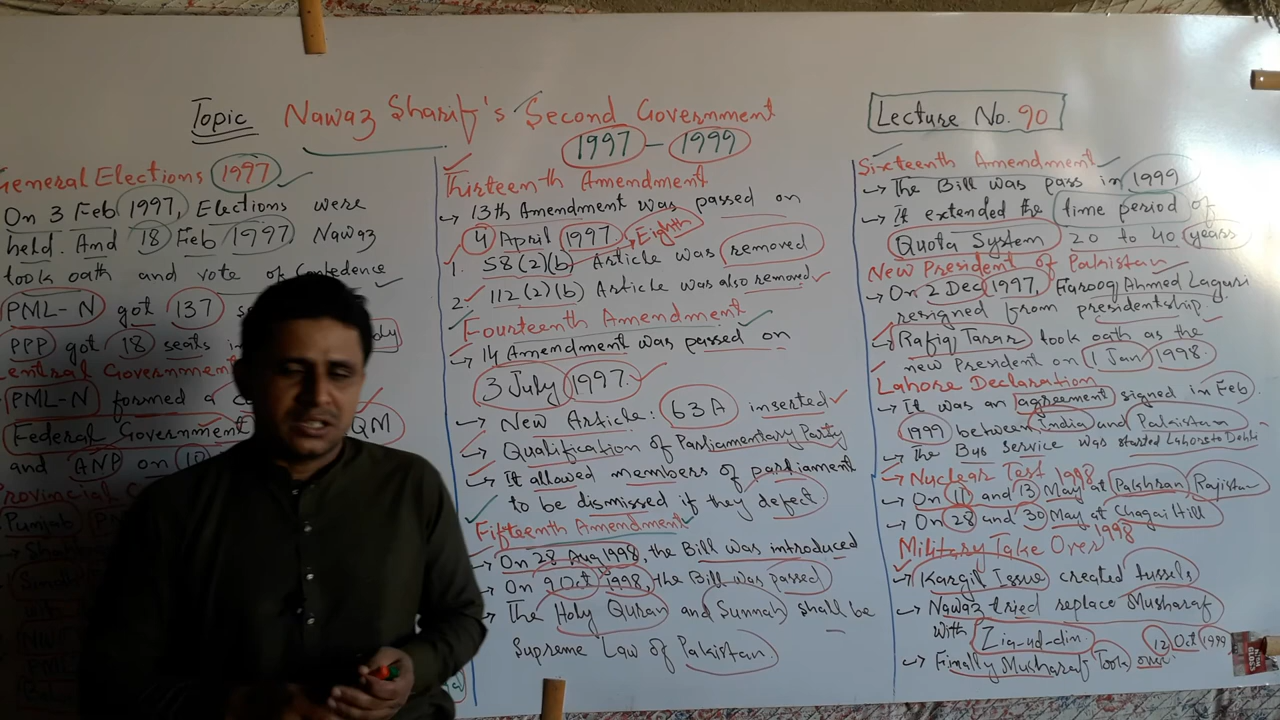 Topic Nawaz Sharif's Second Government
1997 - 1999
Lecture No. 90
General Elections 1997
On 3 Feb 1997, Elections were
held. And 18 Feb 1997 Nawaz
took oath and vote of Confedence
PML-N got 137
PPP got 18 seats
Central Government
PML-N formed a
Federal Government QM
and ANP on
Provincial
Punjab
Thirteenth Amendment
→ 13th Amendment was passed on
4 April 1997 → Eighth
1. 58(2)(b) Article was removed
2. 112(2)(b) Article was also removed
Fourteenth Amendment
→ 14 Amendment was passed on
3 July 1997.
→ New Article: 63A inserted
→ Qualification of Parliamentary Party
→ It allowed members of parliament
to be dismissed if they defect
Fifteenth Amendment
→ On 28 Aug 1998, the Bill was introduced
→ On 9 Oct 1998, the Bill was passed
→ The Holy Quran and Sunnah shall be
Supreme Law of Pakistan
Sixteenth Amendment
→ The Bill was pass in 1999
→ It extended the time period of
Quota System 20 to 40 years
New President of Pakistan
→ On 2 Dec 1997, Farooq Ahmed Lagari
resigned from presidentship.
→ Rafiq Tarar took oath as the
new President on 1 Jan 1998.
Lahore Declaration
→ It was an agreement signed in Feb
1999 between India and Pakistan
→ The Bus Service was started Lahore to Dehli
→ Nuclear Test 1998
→ On 11 and 13 May at Pakhran Rajistan
→ On 28 and 30 May at Chagai Hill
1998
Military Take Over
→ Kargil Issue created tussels
→ Nawaz tried replace Musharaf
with Zia-ud-din 12 Oct 1999
→ Finally Musharaf Took over.